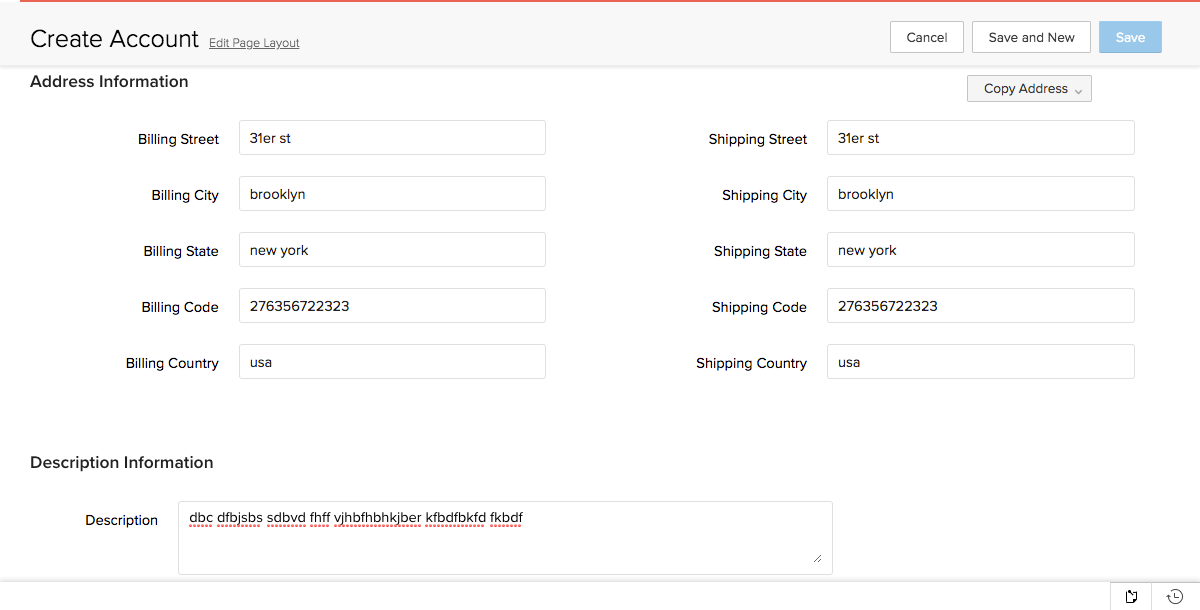 Create Account Edit Page Layout Cancel Save and New Save
Address Information Copy Address
Billing Street 31er st Shipping Street 31er st
Billing City brooklyn Shipping City brooklyn
Billing State new york Shipping State new york
Billing Code 276356722323 Shipping Code 276356722323
Billing Country usa Shipping Country usa
Description Information
Description dbc dfbjsbs sdbvd fhff vjhbfhbhkjber kfbdfbkfd fkbdf